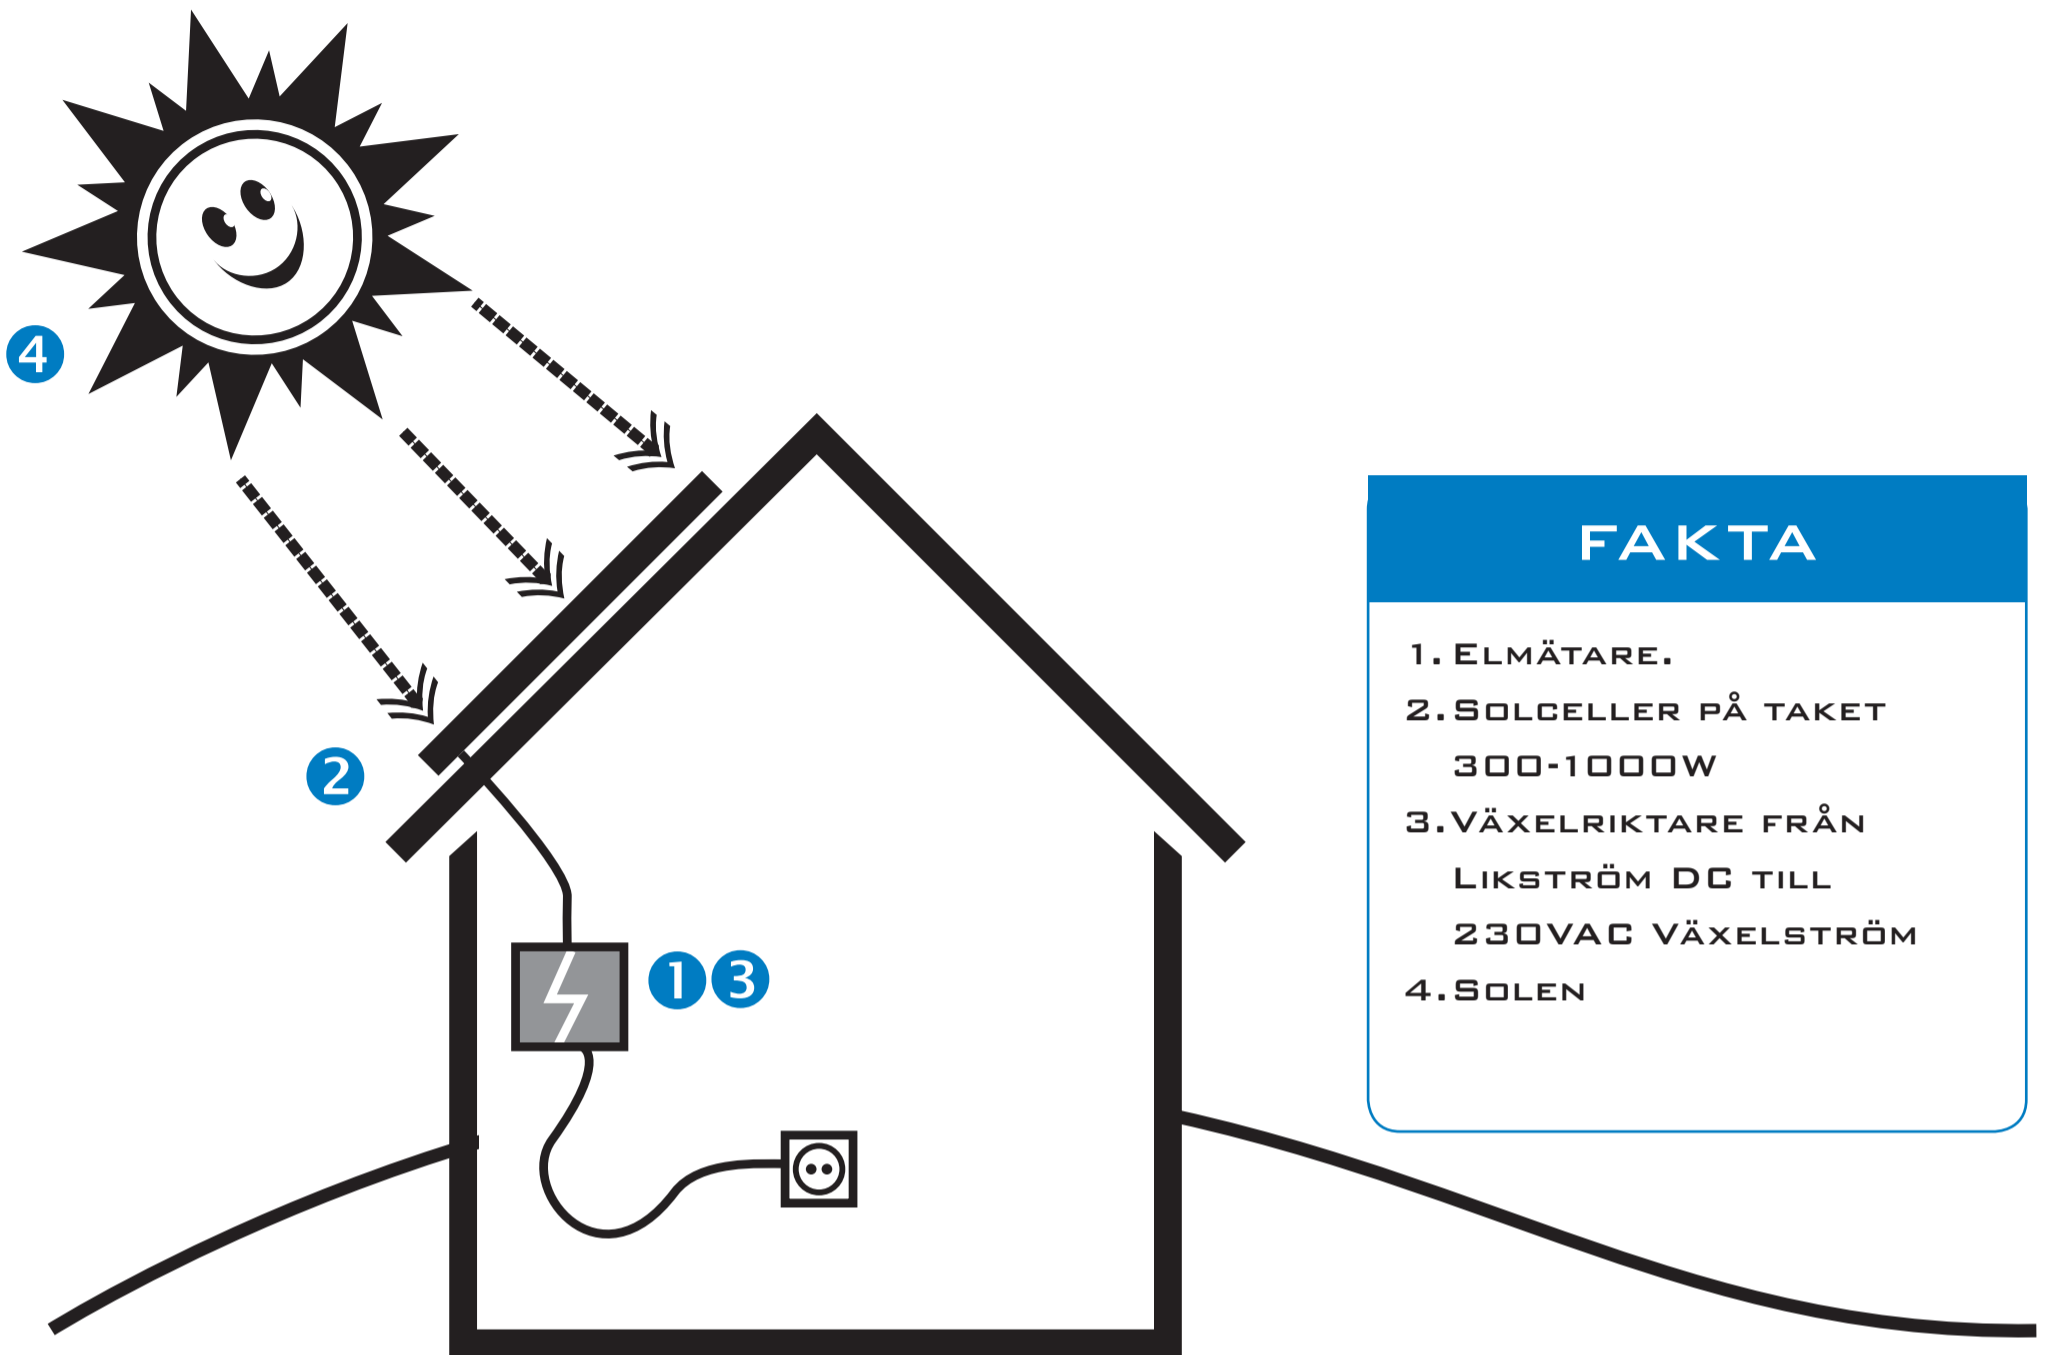 4
2
1 3
FAKTA
1. ELMÄTARE.
2. SOLCELLER PÅ TAKET
300-1000W
3. VÄXELRIKTARE FRÅN
LIKSTRÖM DC TILL
230VAC VÄXELSTRÖM
4. SOLEN